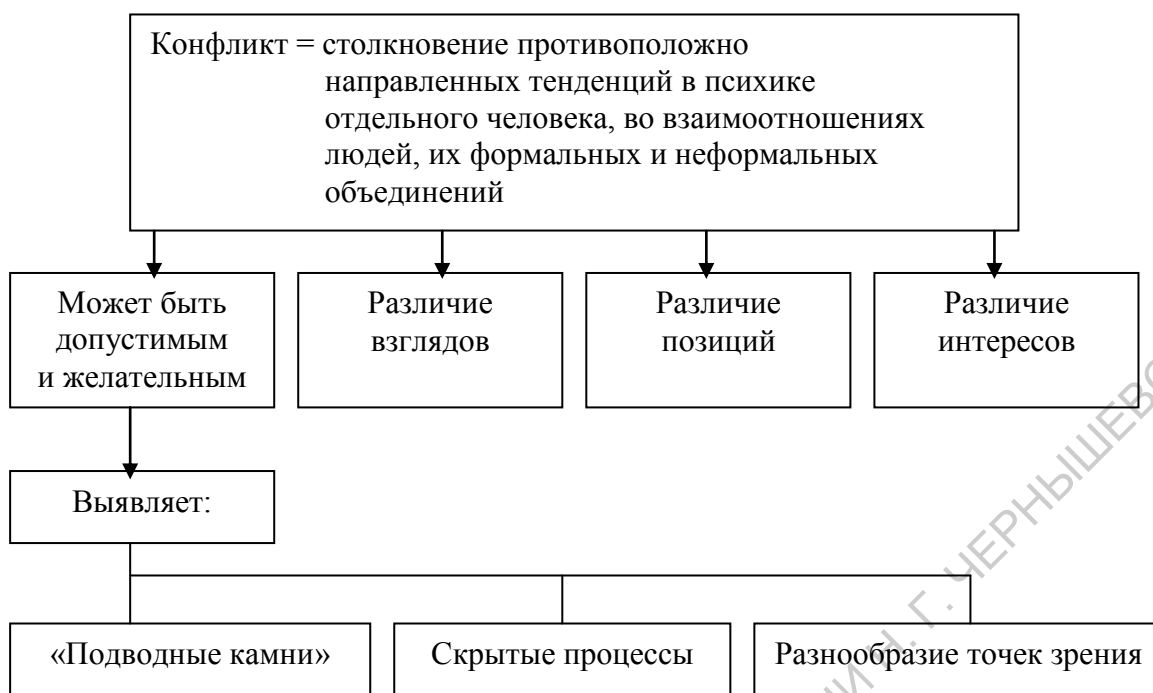 Конфликт = столкновение противоположно
направленных тенденций в психике
отдельного человека, во взаимоотношениях
людей, их формальных и неформальных
объединений
Может быть
допустимым
и желательным
Различие
взглядов
Различие
позиций
Различие
интересов
Выявляет:
«Подводные камни»
Скрытые процессы
Разнообразие точек зрения
Н. Г. ЧЕРНЫШЕВС